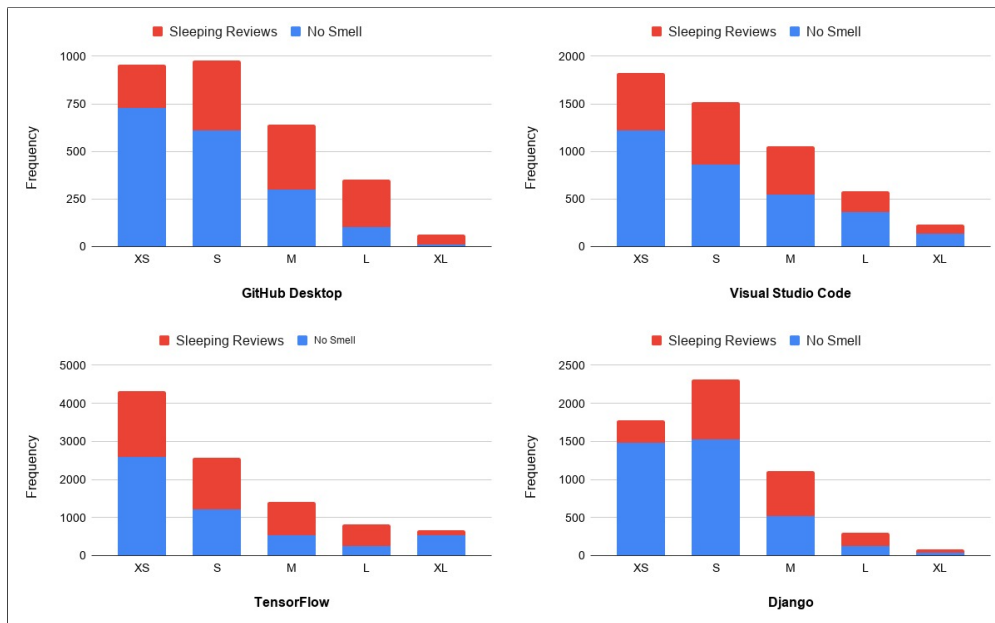 Sleeping Reviews No Smell
1000
750
500
250
0
Frequency
XS S M L XL
GitHub Desktop
Sleeping Reviews No Smell
2000
1500
1000
500
0
Frequency
XS S M L XL
Visual Studio Code
Sleeping Reviews No Smell
5000
4000
3000
2000
1000
0
Frequency
XS S M L XL
TensorFlow
Sleeping Reviews No Smell
2500
2000
1500
1000
500
0
Frequency
XS S M L XL
Django